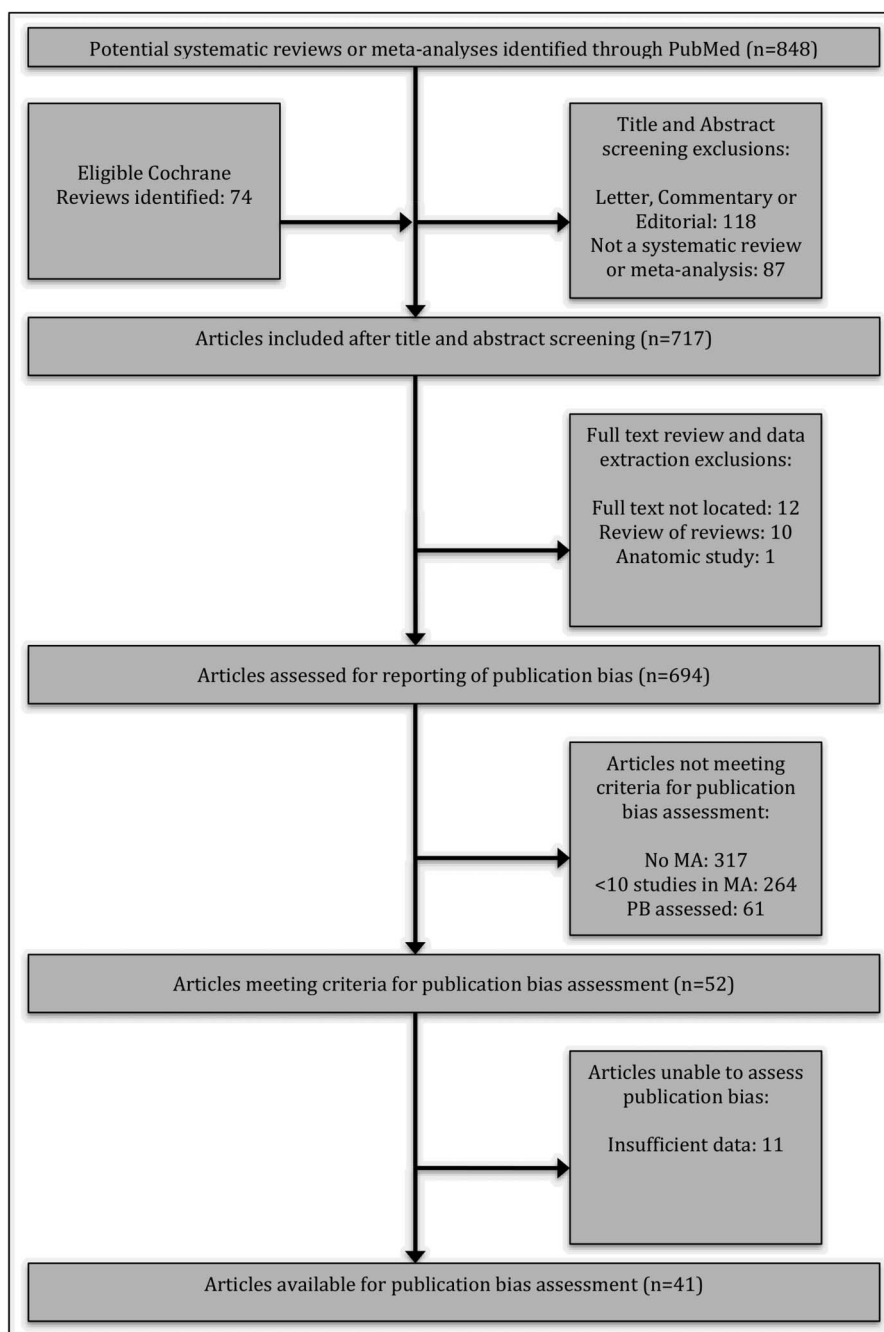 Potential systematic reviews or meta-analyses identified through PubMed (n=848)
Eligible Cochrane
Reviews identified: 74
Title and Abstract
screening exclusions:
Letter, Commentary or
Editorial: 118
Not a systematic review
or meta-analysis: 87
Articles included after title and abstract screening (n=717)
Full text review and data
extraction exclusions:
Full text not located: 12
Review of reviews: 10
Anatomic study: 1
Articles assessed for reporting of publication bias (n=694)
Articles not meeting
criteria for publication
bias assessment:
No MA: 317
<10 studies in MA: 264
PB assessed: 61
Articles meeting criteria for publication bias assessment (n=52)
Articles unable to assess
publication bias:
Insufficient data: 11
Articles available for publication bias assessment (n=41)